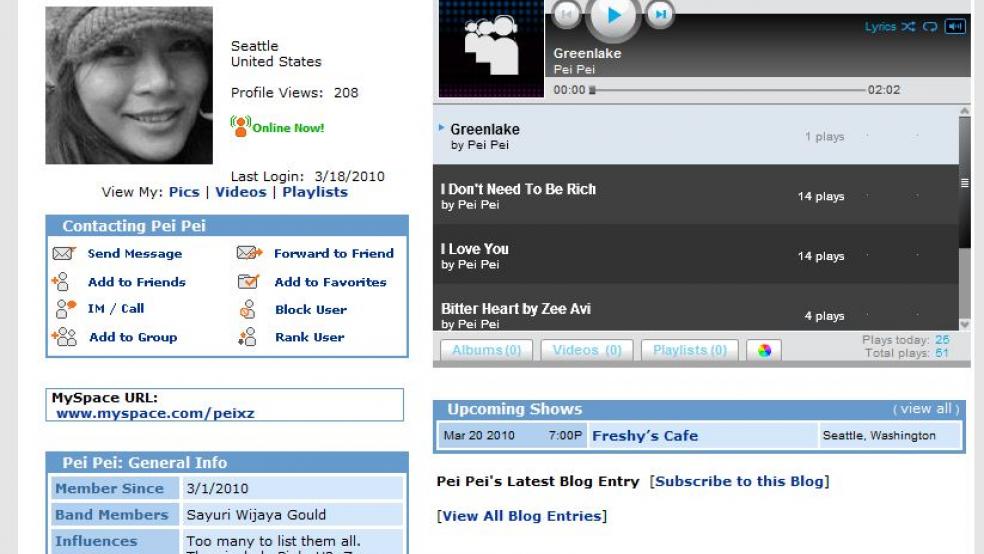 Seattle
United States
Profile Views: 208
Online Now!
Last Login: 3/18/2010
View My: Pics | Videos | Playlists
Contacting Pei Pei
Send Message
Forward to Friend
Add to Friends
Add to Favorites
IM / Call
Block User
Add to Group
Rank User
MySpace URL:
www.myspace.com/peixz
Pei Pei: General Info
Member Since 3/1/2010
Band Members Sayuri Wijaya Gould
Influences Too many to list them all.
Lyrics
Greenlake
Pei Pei
00:00 02:02
Greenlake
by Pei Pei
1 plays
I Don't Need To Be Rich
by Pei Pei
14 plays
I Love You
by Pei Pei
14 plays
Bitter Heart by Zee Avi
by Pei Pei
4 plays
Albums(0) Videos (0) Playlists(0)
Plays today: 25
Total plays: 51
Upcoming Shows ( view all )
Mar 20 2010 7:00P Freshy's Cafe Seattle, Washington
Pei Pei's Latest Blog Entry [Subscribe to this Blog]
[View All Blog Entries]